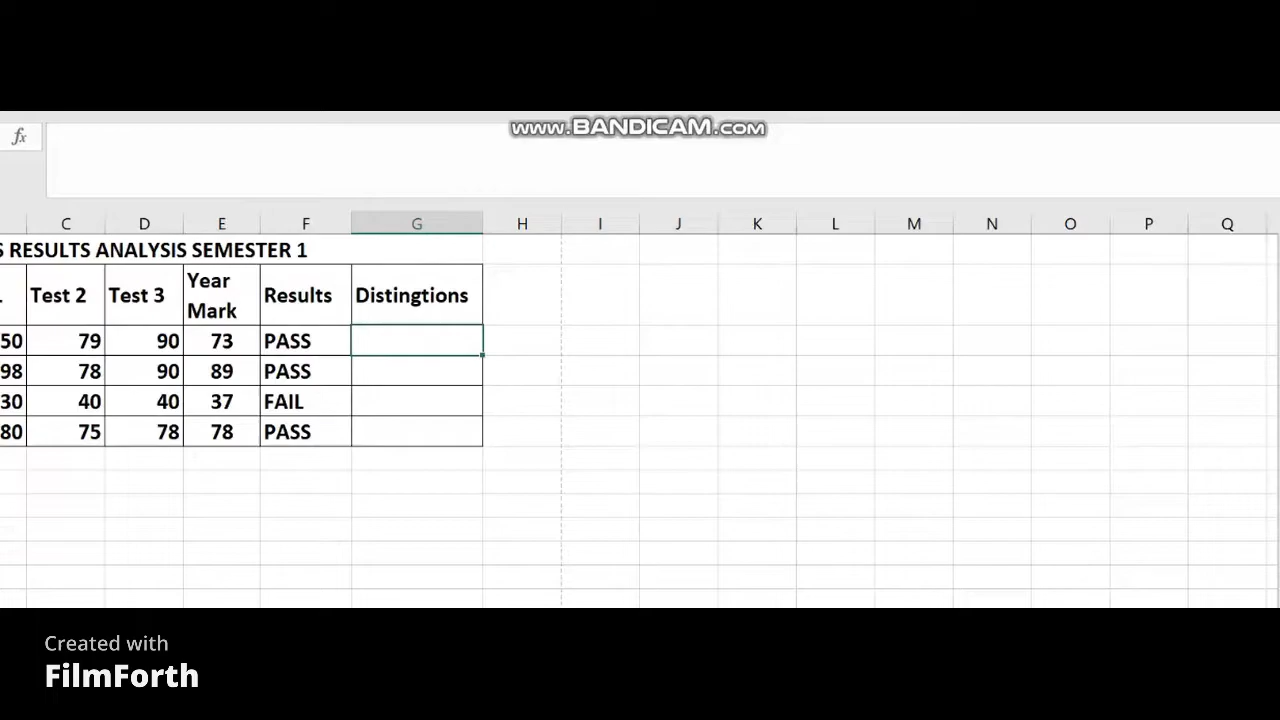 www.BANDICAM.com
fx
C D E F G H I J K L M N O P Q
S RESULTS ANALYSIS SEMESTER 1
Test 2 Test 3 Year Mark Results Distingtions
50 79 90 73 PASS
98 78 90 89 PASS
30 40 40 37 FAIL
80 75 78 78 PASS
Created with
FilmForth